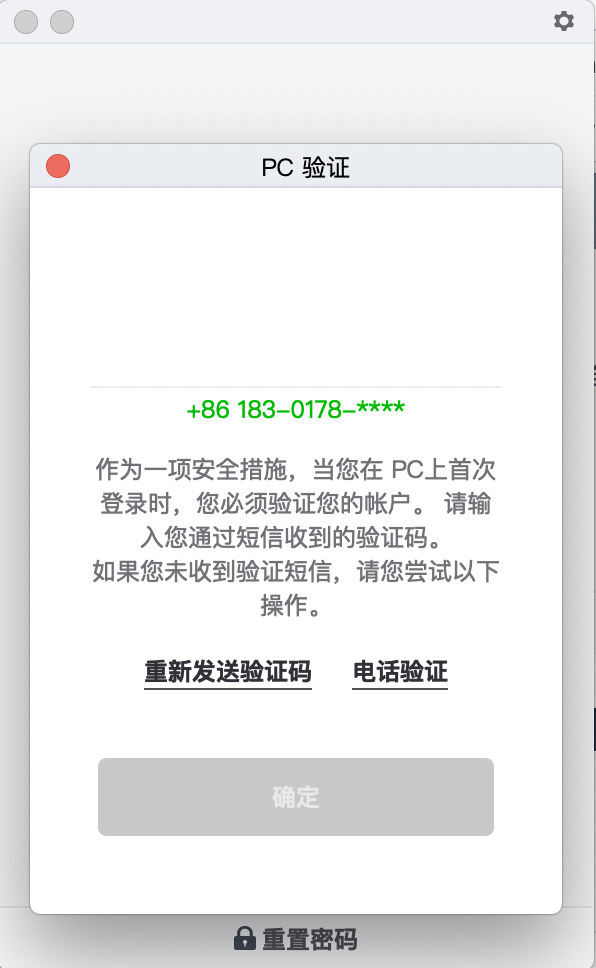 PC 验证
+86 183-0178-****
作为一项安全措施，当您在 PC上首次
登录时，您必须验证您的帐户。 请输
入您通过短信收到的验证码。
如果您未收到验证短信，请您尝试以下
操作。
重新发送验证码 电话验证
确定
重置密码